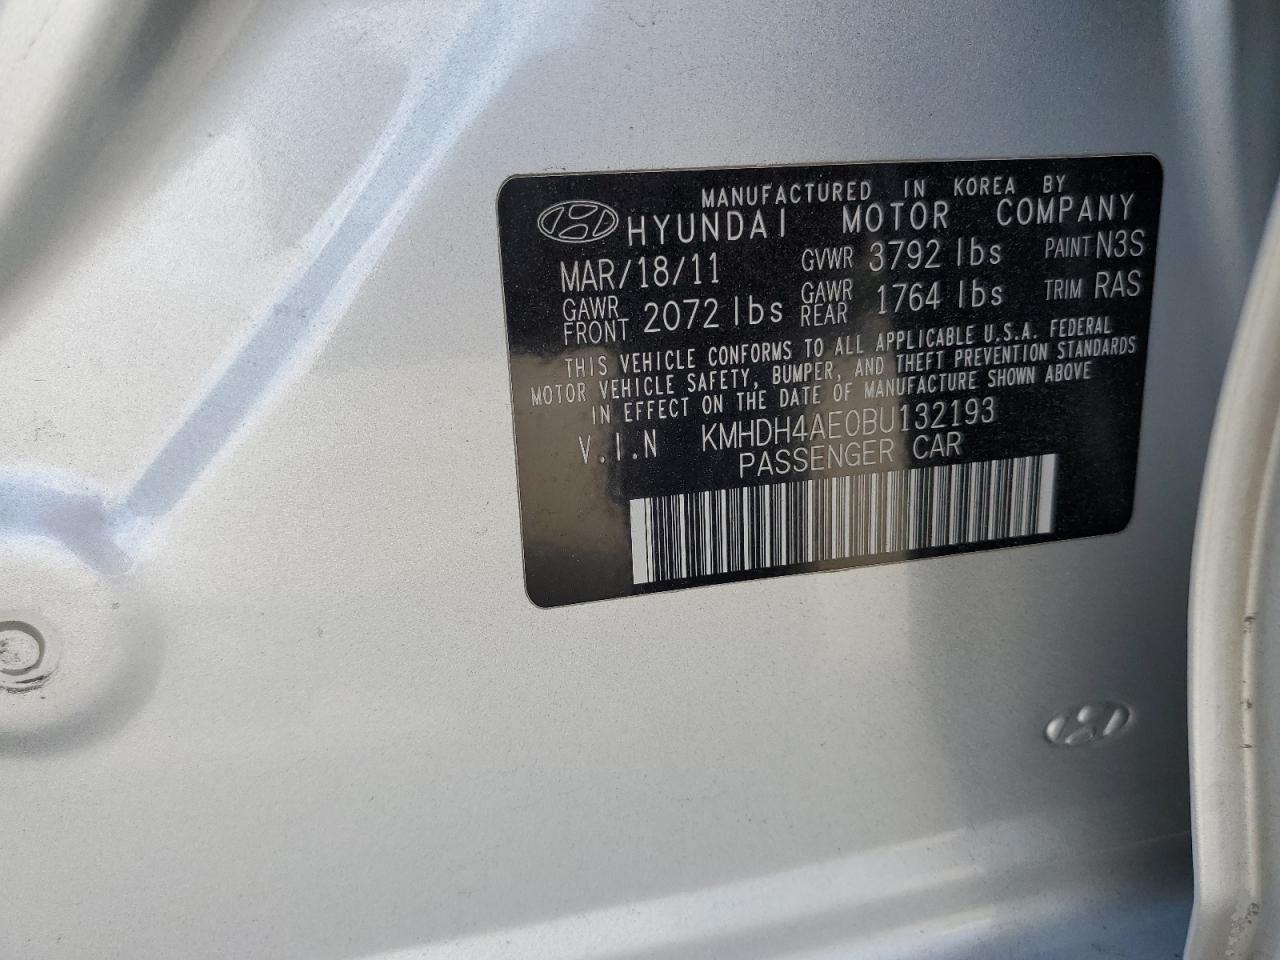 MANUFACTURED IN KOREA BY
HYUNDAI MOTOR COMPANY
MAR/18/11 GVWR 3792 lbs PAINT N3S
GAWR FRONT 2072 lbs GAWR REAR 1764 lbs TRIM RAS
THIS VEHICLE CONFORMS TO ALL APPLICABLE U.S.A. FEDERAL
MOTOR VEHICLE SAFETY, BUMPER, AND THEFT PREVENTION STANDARDS
IN EFFECT ON THE DATE OF MANUFACTURE SHOWN ABOVE
V.I.N KMHDH4AE0BU132193
PASSENGER CAR